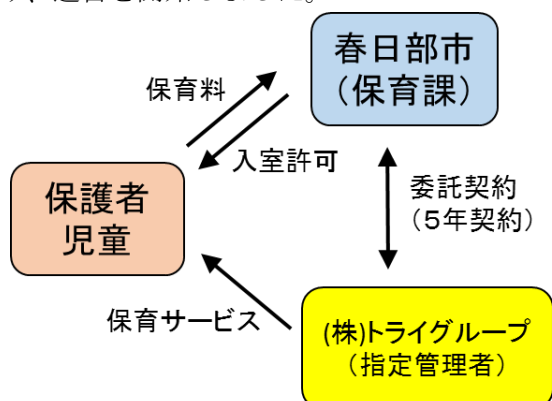 春日部市
（保育課）
保育料
入室許可
保護者
児童
委託契約
（５年契約）
保育サービス
(株)トライグループ
（指定管理者）